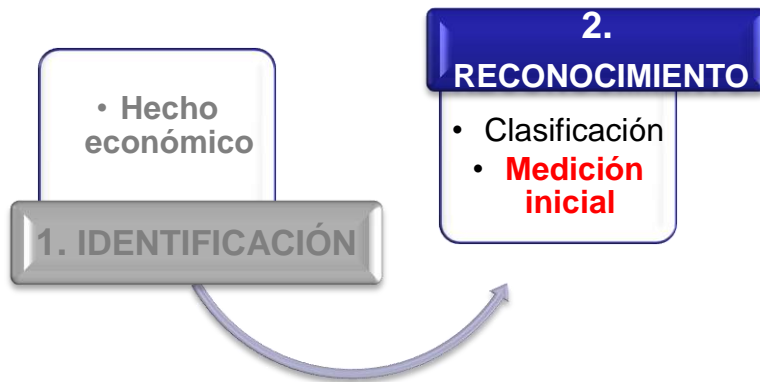 • Hecho
económico
1. IDENTIFICACIÓN
2.
RECONOCIMIENTO
• Clasificación
• Medición
inicial